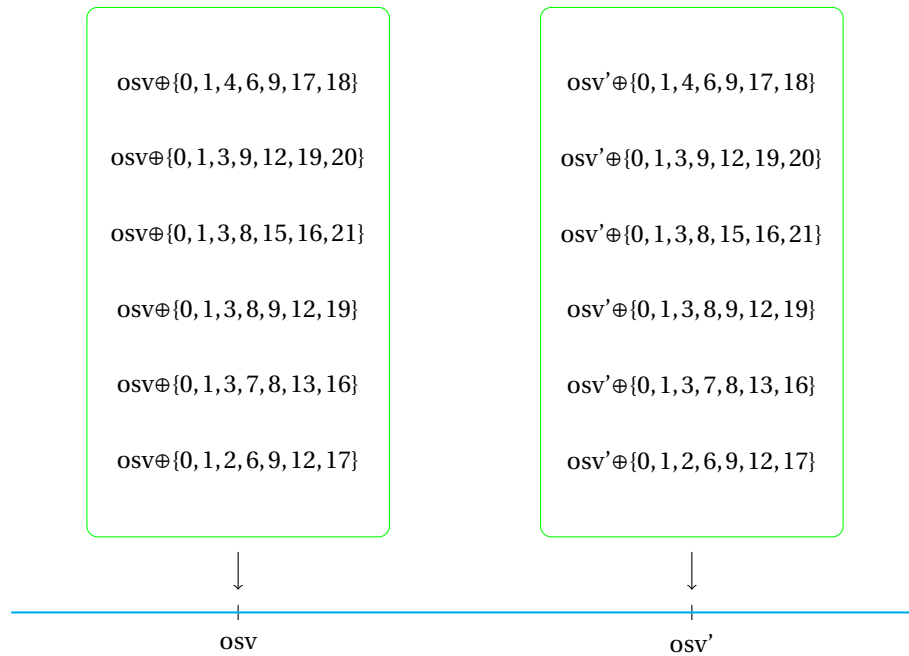 osv⊕{0, 1, 4, 6, 9, 17, 18}
osv⊕{0, 1, 3, 9, 12, 19, 20}
osv⊕{0, 1, 3, 8, 15, 16, 21}
osv⊕{0, 1, 3, 8, 9, 12, 19}
osv⊕{0, 1, 3, 7, 8, 13, 16}
osv⊕{0, 1, 2, 6, 9, 12, 17}
osv
osv’⊕{0, 1, 4, 6, 9, 17, 18}
osv’⊕{0, 1, 3, 9, 12, 19, 20}
osv’⊕{0, 1, 3, 8, 15, 16, 21}
osv’⊕{0, 1, 3, 8, 9, 12, 19}
osv’⊕{0, 1, 3, 7, 8, 13, 16}
osv’⊕{0, 1, 2, 6, 9, 12, 17}
osv’